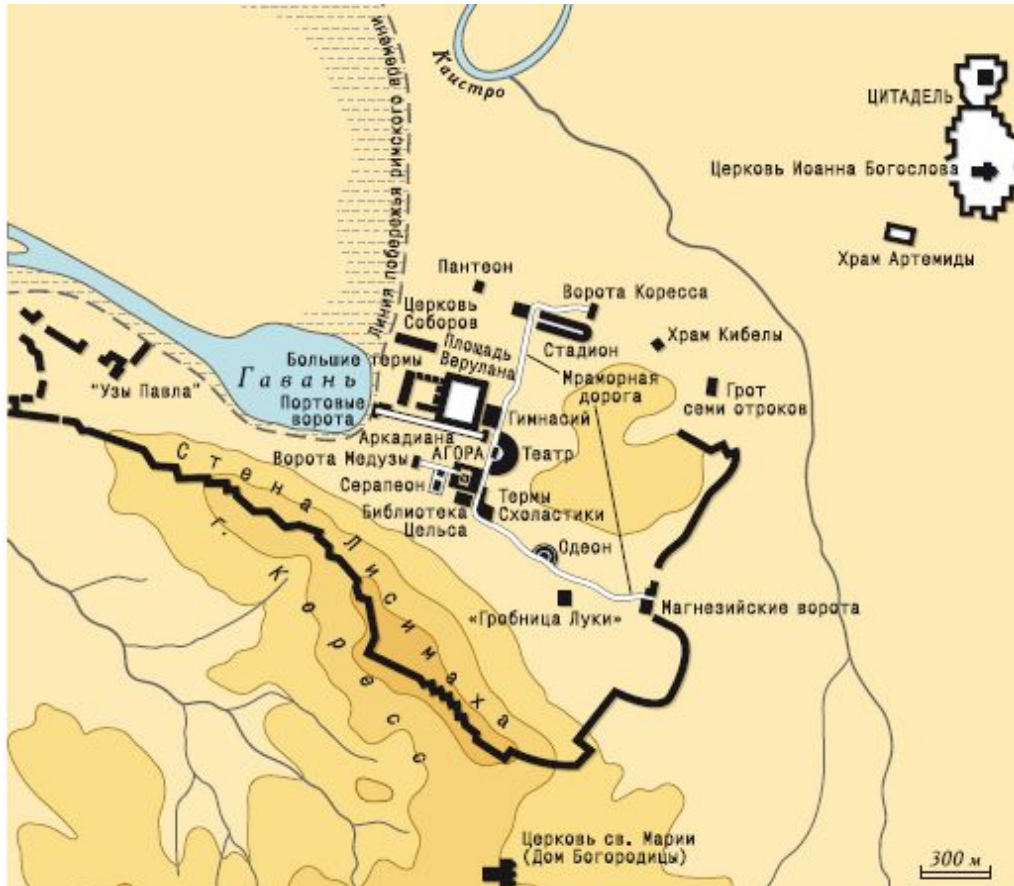 Линия побережья римского времени
Каистро
ЦИТАДЕЛЬ
Церковь Иоанна Богослова
Храм Артемиды
Пантеон
Ворота Коресса
Церковь
Соборов
Стадион
Храм Кибелы
Площадь
Верулана
Большие термы
Мраморная
дорога
Гавань
"Узы Павла"
Грот
семи отроков
Портовые
ворота
Гимнасий
Аркадиана
АГОРА
Театр
Ворота Медузы
Серапеон
Термы
Схоластики
Библиотека
Цельса
Стена Лисимаха
г. Корессо
Одеон
«Гробница Луки»
Магнезийские ворота
Церковь св. Марии
(Дом Богородицы)
300 м